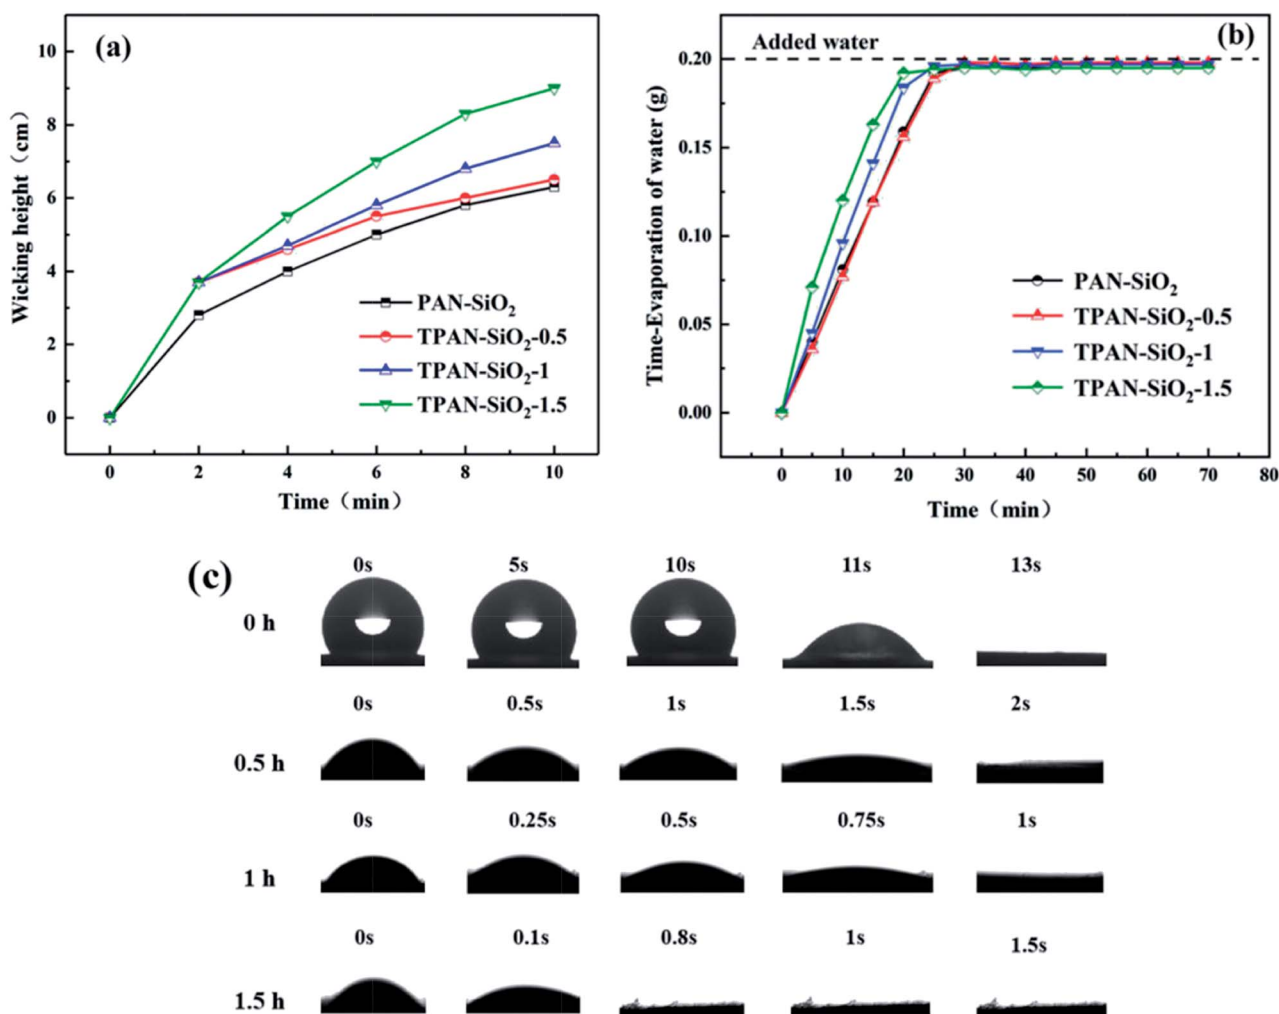 (a)
Wicking height（cm）
10
8
6
4
2
0
PAN-SiO₂
TPAN-SiO₂-0.5
TPAN-SiO₂-1
TPAN-SiO₂-1.5
0 2 4 6 8 10
Time（min）
(b)
Added water
Time-Evaporation of water (g)
0.20
0.15
0.10
0.05
0.00
PAN-SiO₂
TPAN-SiO₂-0.5
TPAN-SiO₂-1
TPAN-SiO₂-1.5
0 10 20 30 40 50 60 70 80
Time（min）
(c)
0s 5s 10s 11s 13s
0 h
0s 0.5s 1s 1.5s 2s
0.5 h
0s 0.25s 0.5s 0.75s 1s
1 h
0s 0.1s 0.8s 1s 1.5s
1.5 h